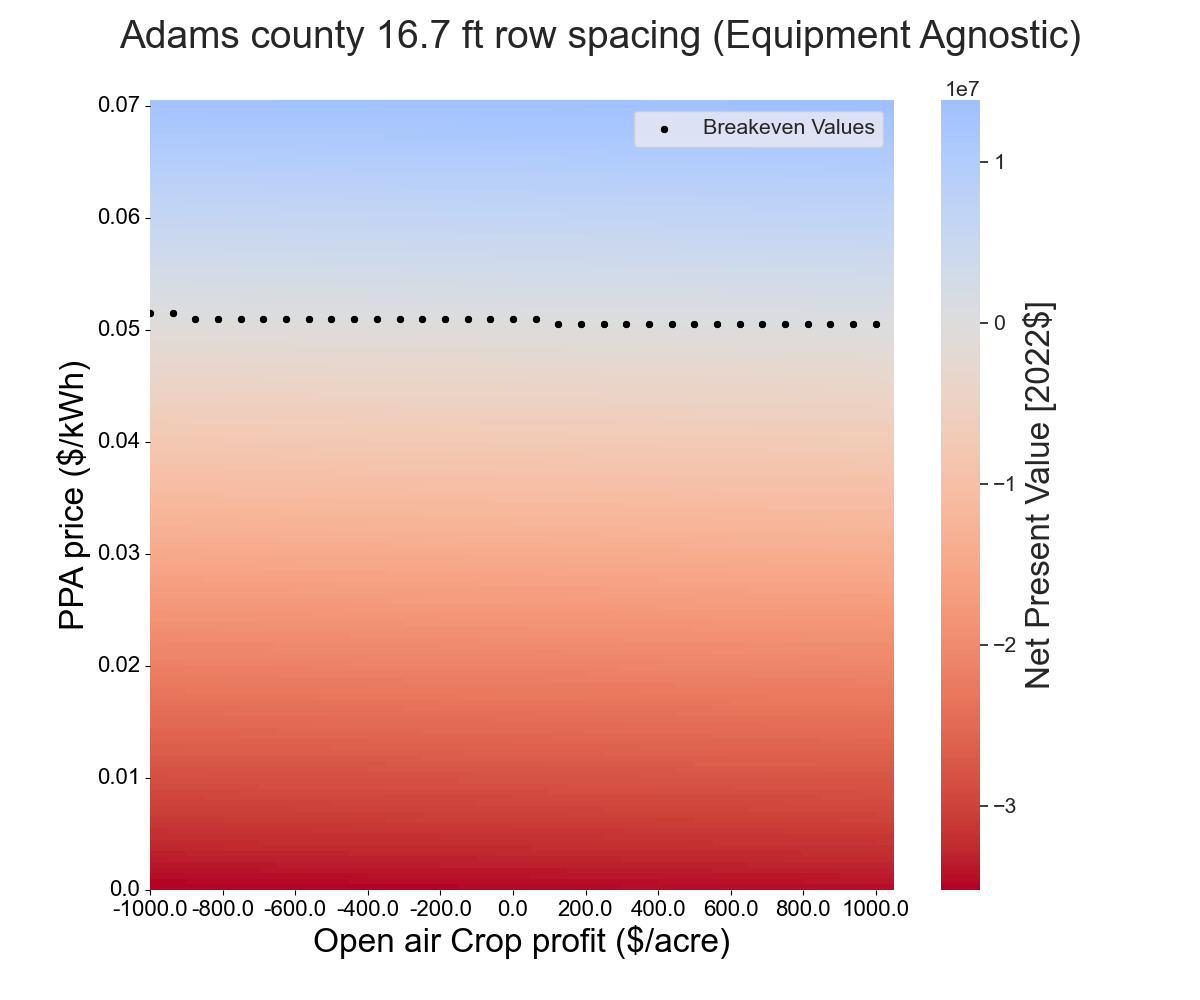 Adams county 16.7 ft row spacing (Equipment Agnostic)
1e7
Breakeven Values
0.07
0.06
0.05
0.04
0.03
0.02
0.01
0.0
PPA price ($/kWh)
-1000.0 -800.0 -600.0 -400.0 -200.0 0.0 200.0 400.0 600.0 800.0 1000.0
Open air Crop profit ($/acre)
1
0
−1
−2
−3
Net Present Value [2022$]